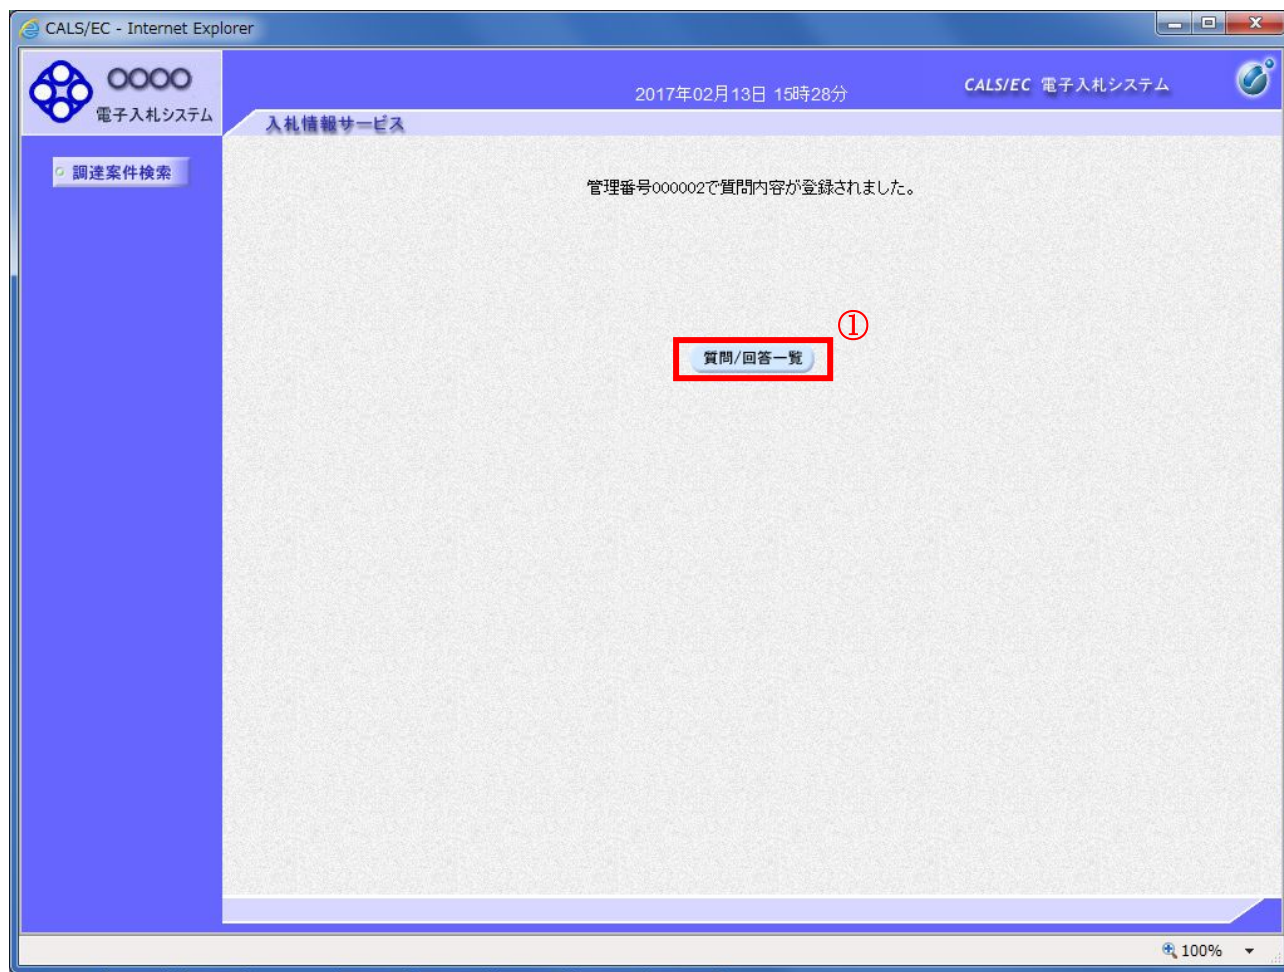 CALS/EC - Internet Explorer
○○○○
電子入札システム
2017年02月13日 15時28分
CALS/EC 電子入札システム
入札情報サービス
調達案件検索
管理番号000002で質問内容が登録されました。
①
質問/回答一覧
100%